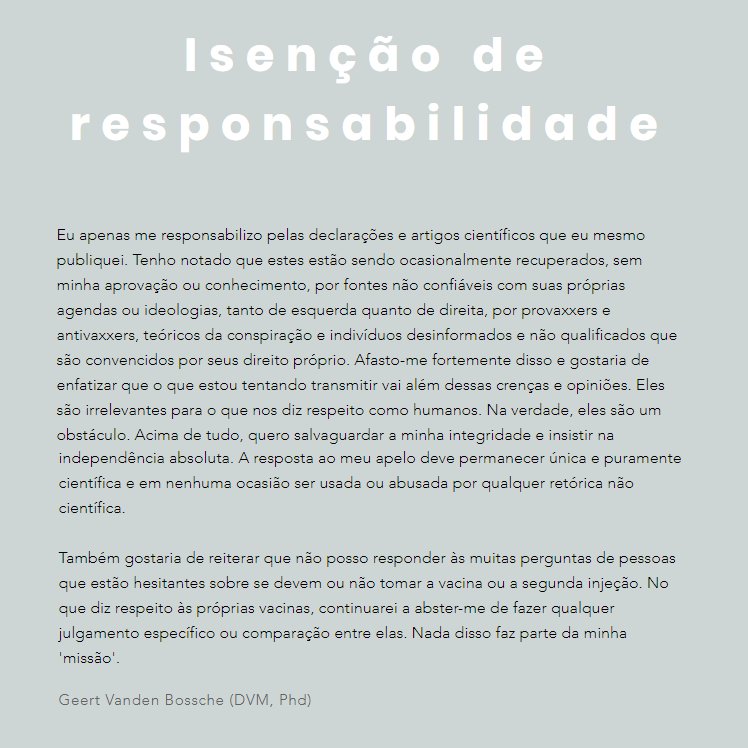 Isenção de
responsabilidade
Eu apenas me responsabilizo pelas declarações e artigos científicos que eu mesmo
publiquei. Tenho notado que estes estão sendo ocasionalmente recuperados, sem
minha aprovação ou conhecimento, por fontes não confiáveis com suas próprias
agendas ou ideologias, tanto de esquerda quanto de direita, por provaxxers e
antivaxxers, teóricos da conspiração e indivíduos desinformados e não qualificados que
são convencidos por seus direito próprio. Afasto-me fortemente disso e gostaria de
enfatizar que o que estou tentando transmitir vai além dessas crenças e opiniões. Eles
são irrelevantes para o que nos diz respeito como humanos. Na verdade, eles são um
obstáculo. Acima de tudo, quero salvaguardar a minha integridade e insistir na
independência absoluta. A resposta ao meu apelo deve permanecer única e puramente
científica e em nenhuma ocasião ser usada ou abusada por qualquer retórica não
científica.
Também gostaria de reiterar que não posso responder às muitas perguntas de pessoas
que estão hesitantes sobre se devem ou não tomar a vacina ou a segunda injeção. No
que diz respeito às próprias vacinas, continuarei a abster-me de fazer qualquer
julgamento específico ou comparação entre elas. Nada disso faz parte da minha
'missão'.
Geert Vanden Bossche (DVM, Phd)